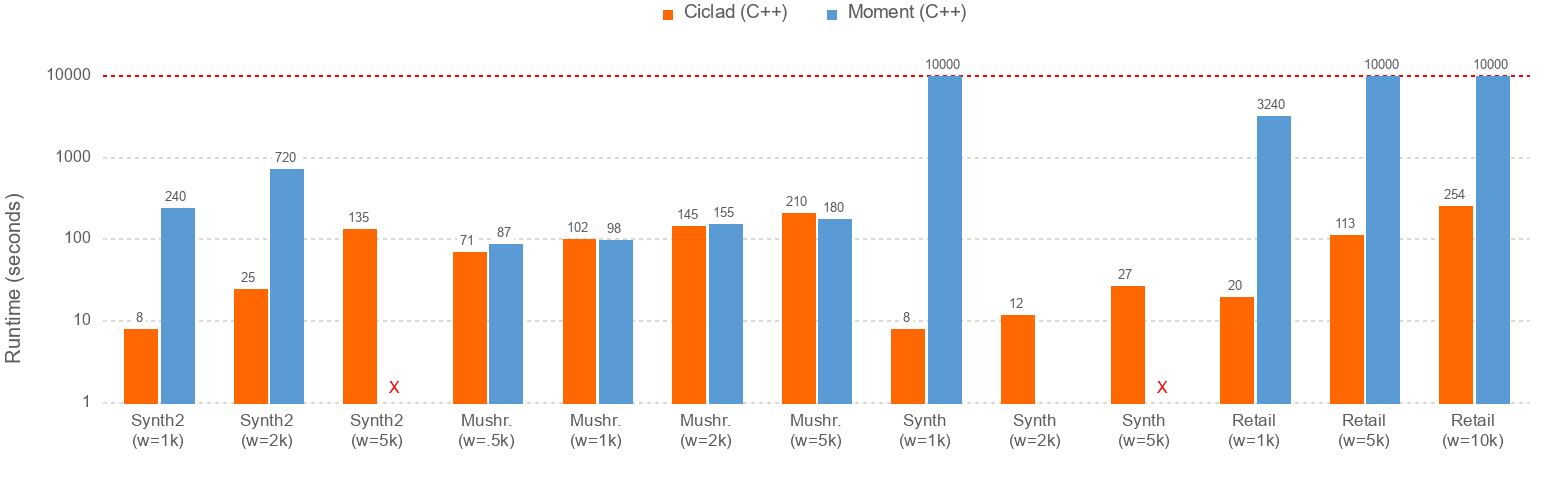 Ciclad (C++) Moment (C++)
10000
1000
100
10
1
Runtime (seconds)
8 240
25 720
135 X
71 87
102 98
145 155
210 180
8 10000
12
27 X
20 3240
113 10000
254 10000
Synth2 Synth2 Synth2 Mushr. Mushr. Mushr. Mushr. Synth Synth Synth Retail Retail Retail
(w=1k) (w=2k) (w=5k) (w=.5k) (w=1k) (w=2k) (w=5k) (w=1k) (w=2k) (w=5k) (w=1k) (w=5k) (w=10k)